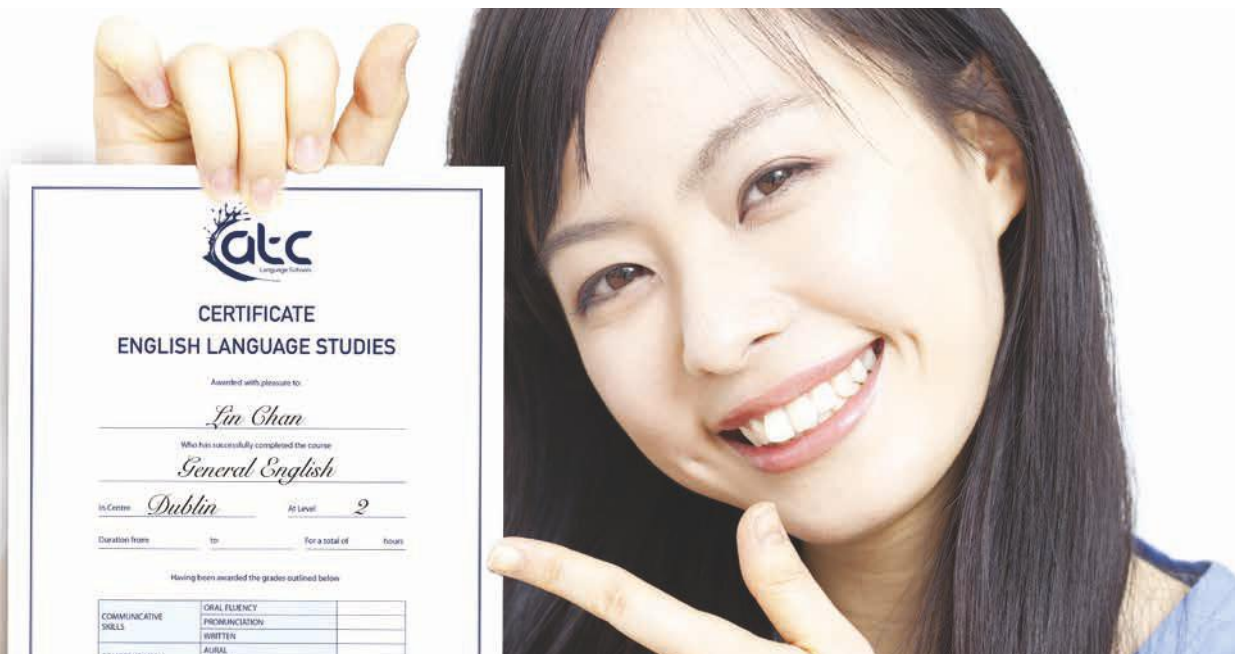 atc
Language Schools
CERTIFICATE
ENGLISH LANGUAGE STUDIES
Awarded with pleasure to:
Lin Chan
Who has successfully completed the course
General English
In Centre Dublin At Level 2
Duration from: to: For a total of hours
Having been awarded the grades outlined below
COMMUNICATIVE SKILLS
ORAL FLUENCY
PRONUNCIATION
WRITTEN
AURAL